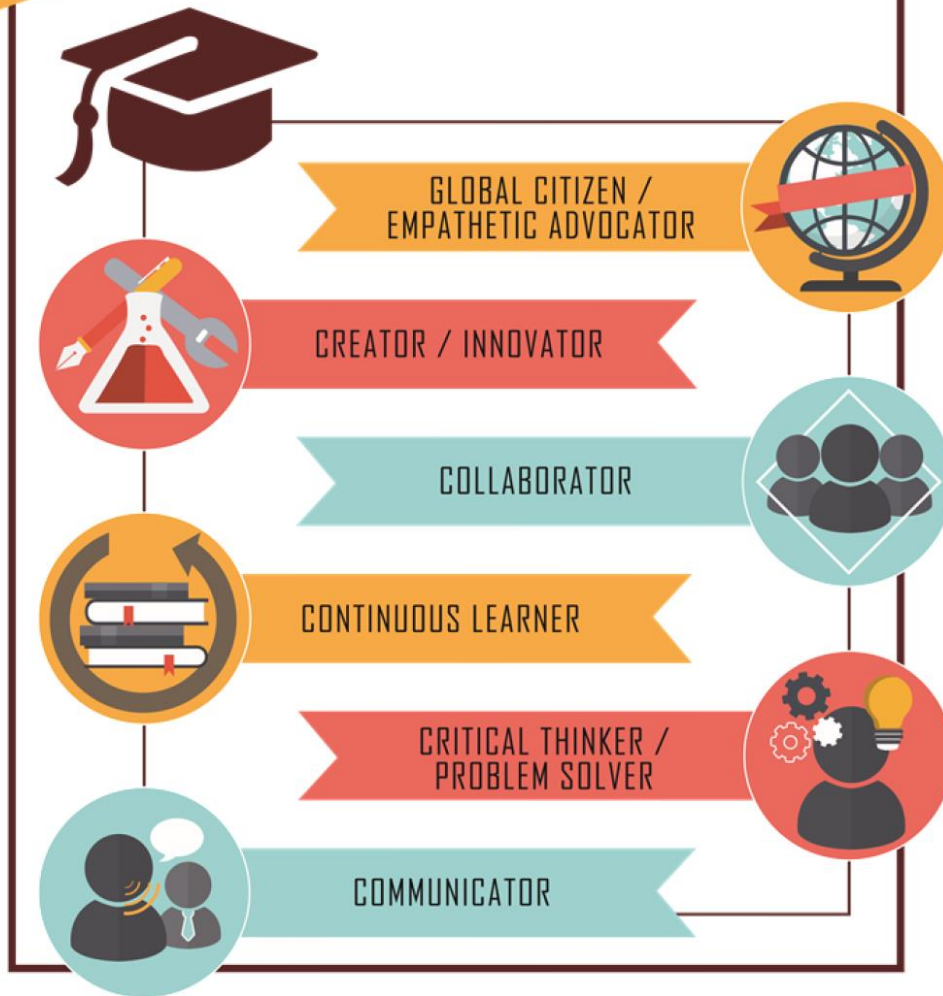 GLOBAL CITIZEN /
EMPATHETIC ADVOCATOR
CREATOR / INNOVATOR
COLLABORATOR
CONTINUOUS LEARNER
CRITICAL THINKER /
PROBLEM SOLVER
COMMUNICATOR